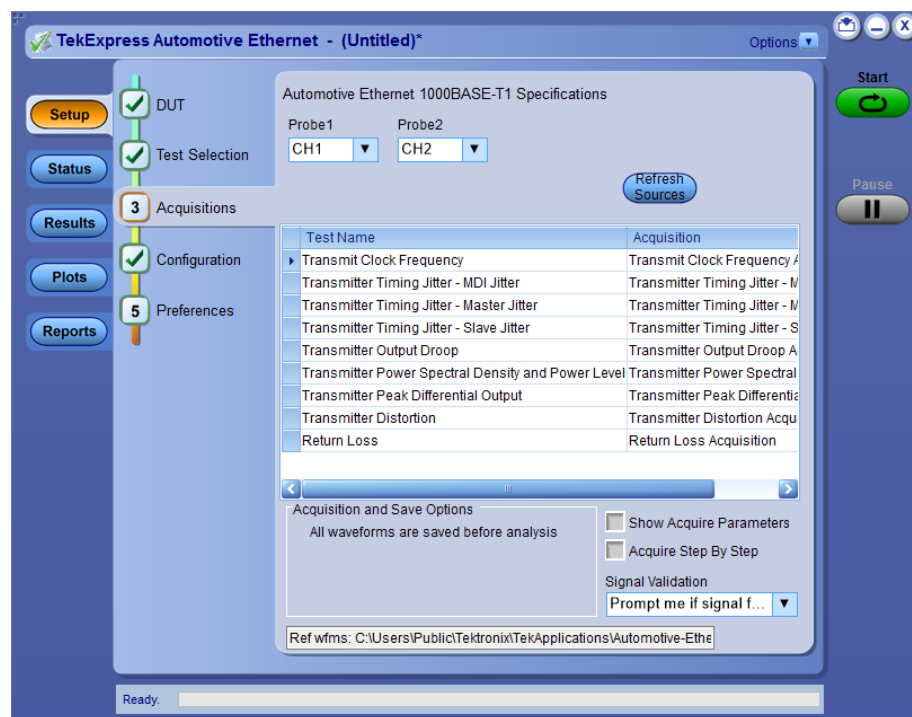 TekExpress Automotive Ethernet - (Untitled)*
Options
X
Start
Pause
Setup
Status
Results
Plots
Reports
DUT
Test Selection
3 Acquisitions
Configuration
5 Preferences
Automotive Ethernet 1000BASE-T1 Specifications
Probe1 Probe2
CH1 CH2
Refresh
Sources
Test Name Acquisition
Transmit Clock Frequency Transmit Clock Frequency A
Transmitter Timing Jitter - MDI Jitter Transmitter Timing Jitter - M
Transmitter Timing Jitter - Master Jitter Transmitter Timing Jitter - M
Transmitter Timing Jitter - Slave Jitter Transmitter Timing Jitter - S
Transmitter Output Droop Transmitter Output Droop A
Transmitter Power Spectral Density and Power Level Transmitter Power Spectral
Transmitter Peak Differential Output Transmitter Peak Differentia
Transmitter Distortion Transmitter Distortion Acqu
Return Loss Return Loss Acquisition
Acquisition and Save Options
All waveforms are saved before analysis
Show Acquire Parameters
Acquire Step By Step
Signal Validation
Prompt me if signal f...
Ref wfms: C:\Users\Public\Tektronix\TekApplications\Automotive-Ethe
Ready.